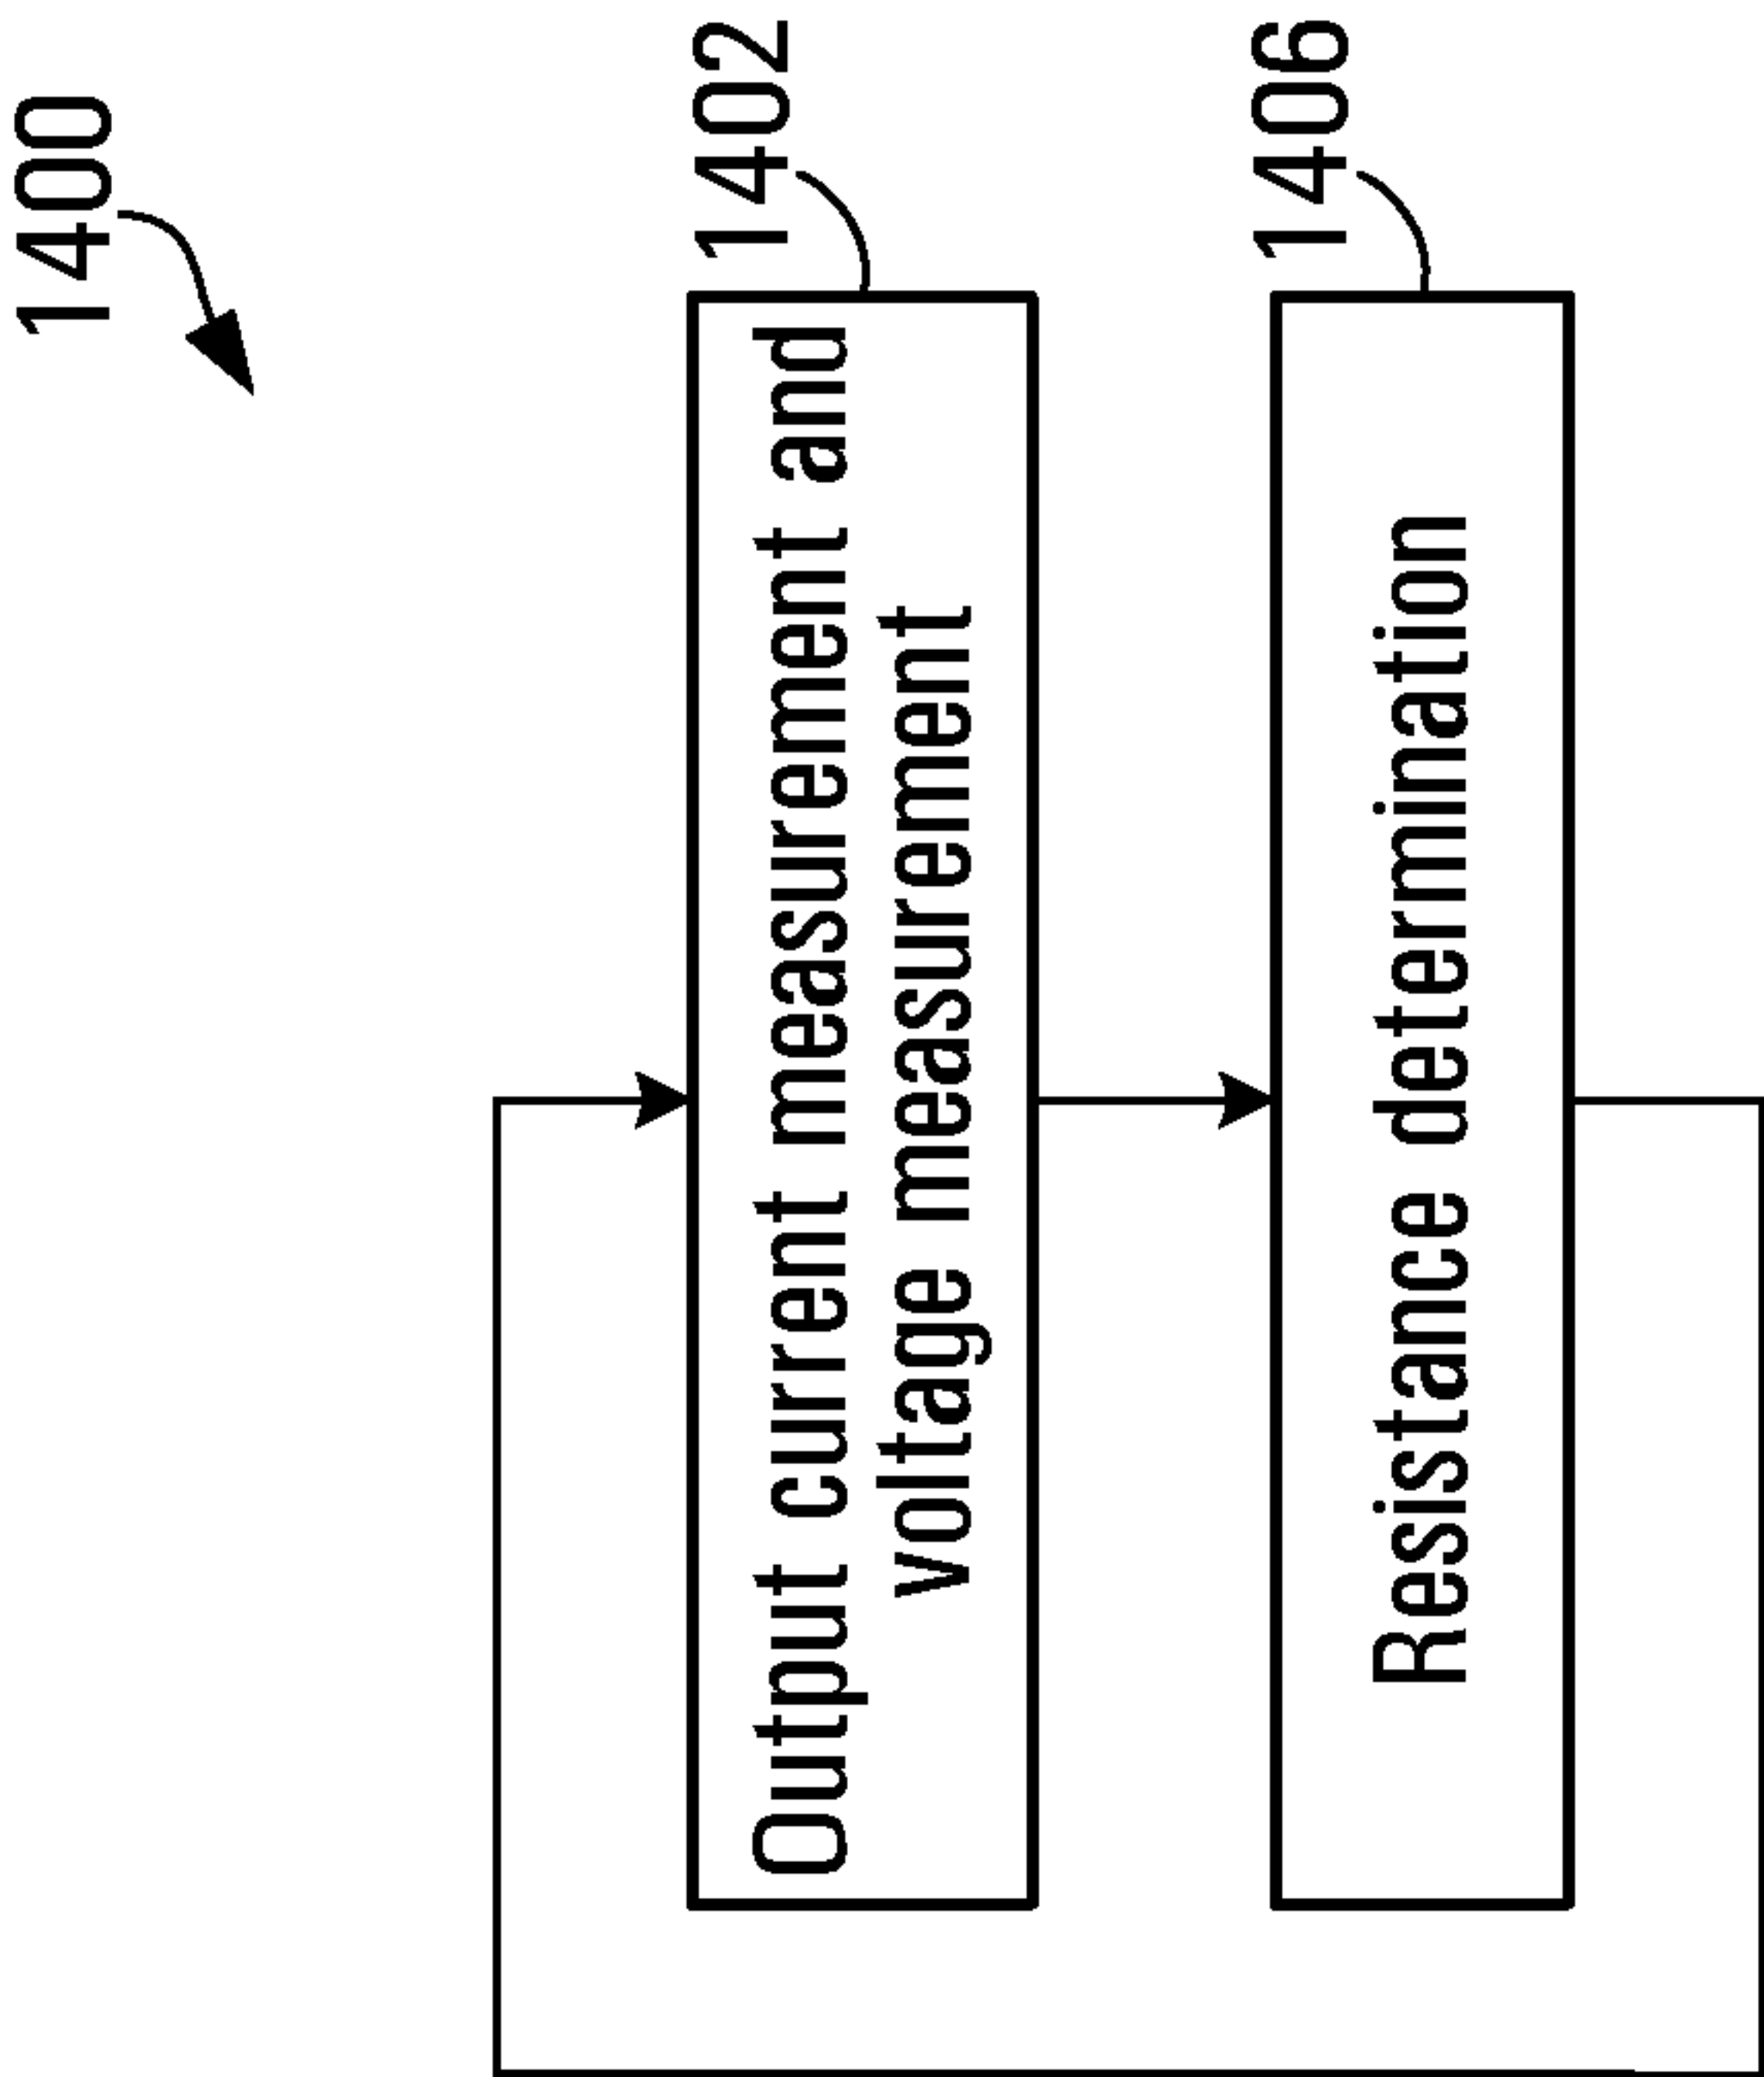 1400
Output current measurement and
voltage measurement
1402
Resistance determination
1406